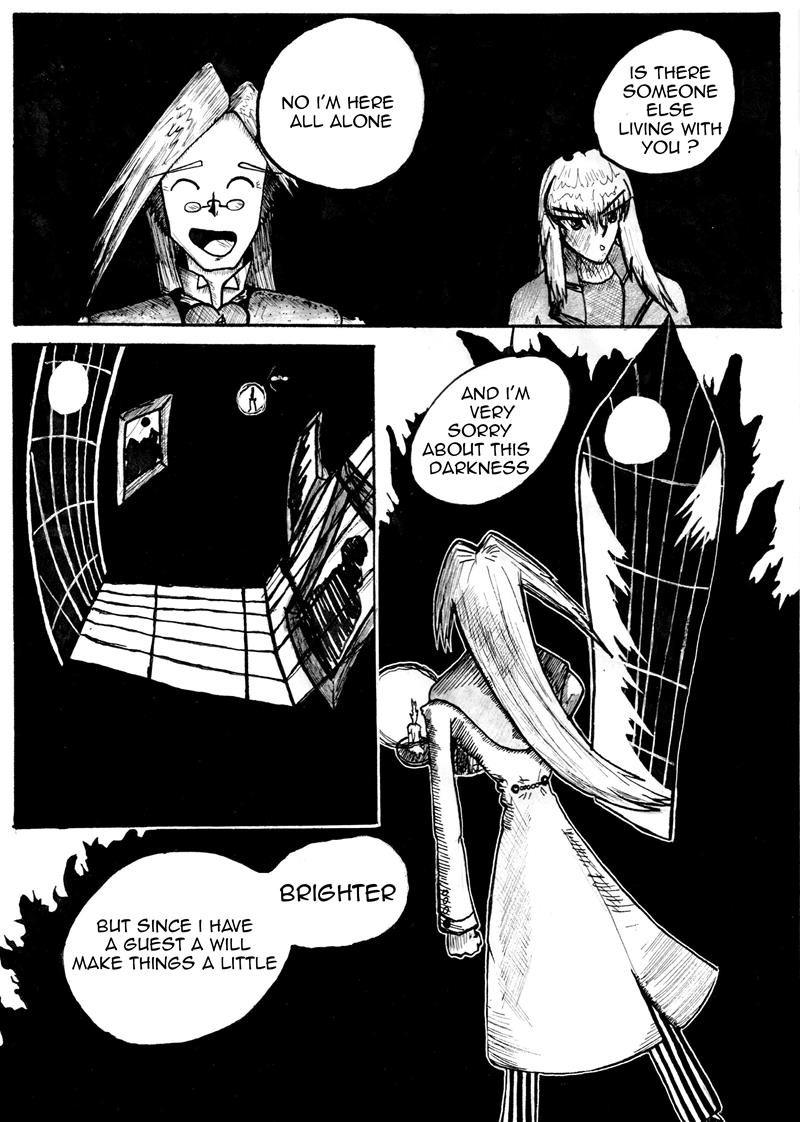 IS THERE
SOMEONE
ELSE
LIVING WITH
YOU ?
NO I'M HERE
ALL ALONE
AND I'M
VERY
SORRY
ABOUT THIS
DARKNESS
BUT SINCE I HAVE
A GUEST A WILL
MAKE THINGS A LITTLE
BRIGHTER